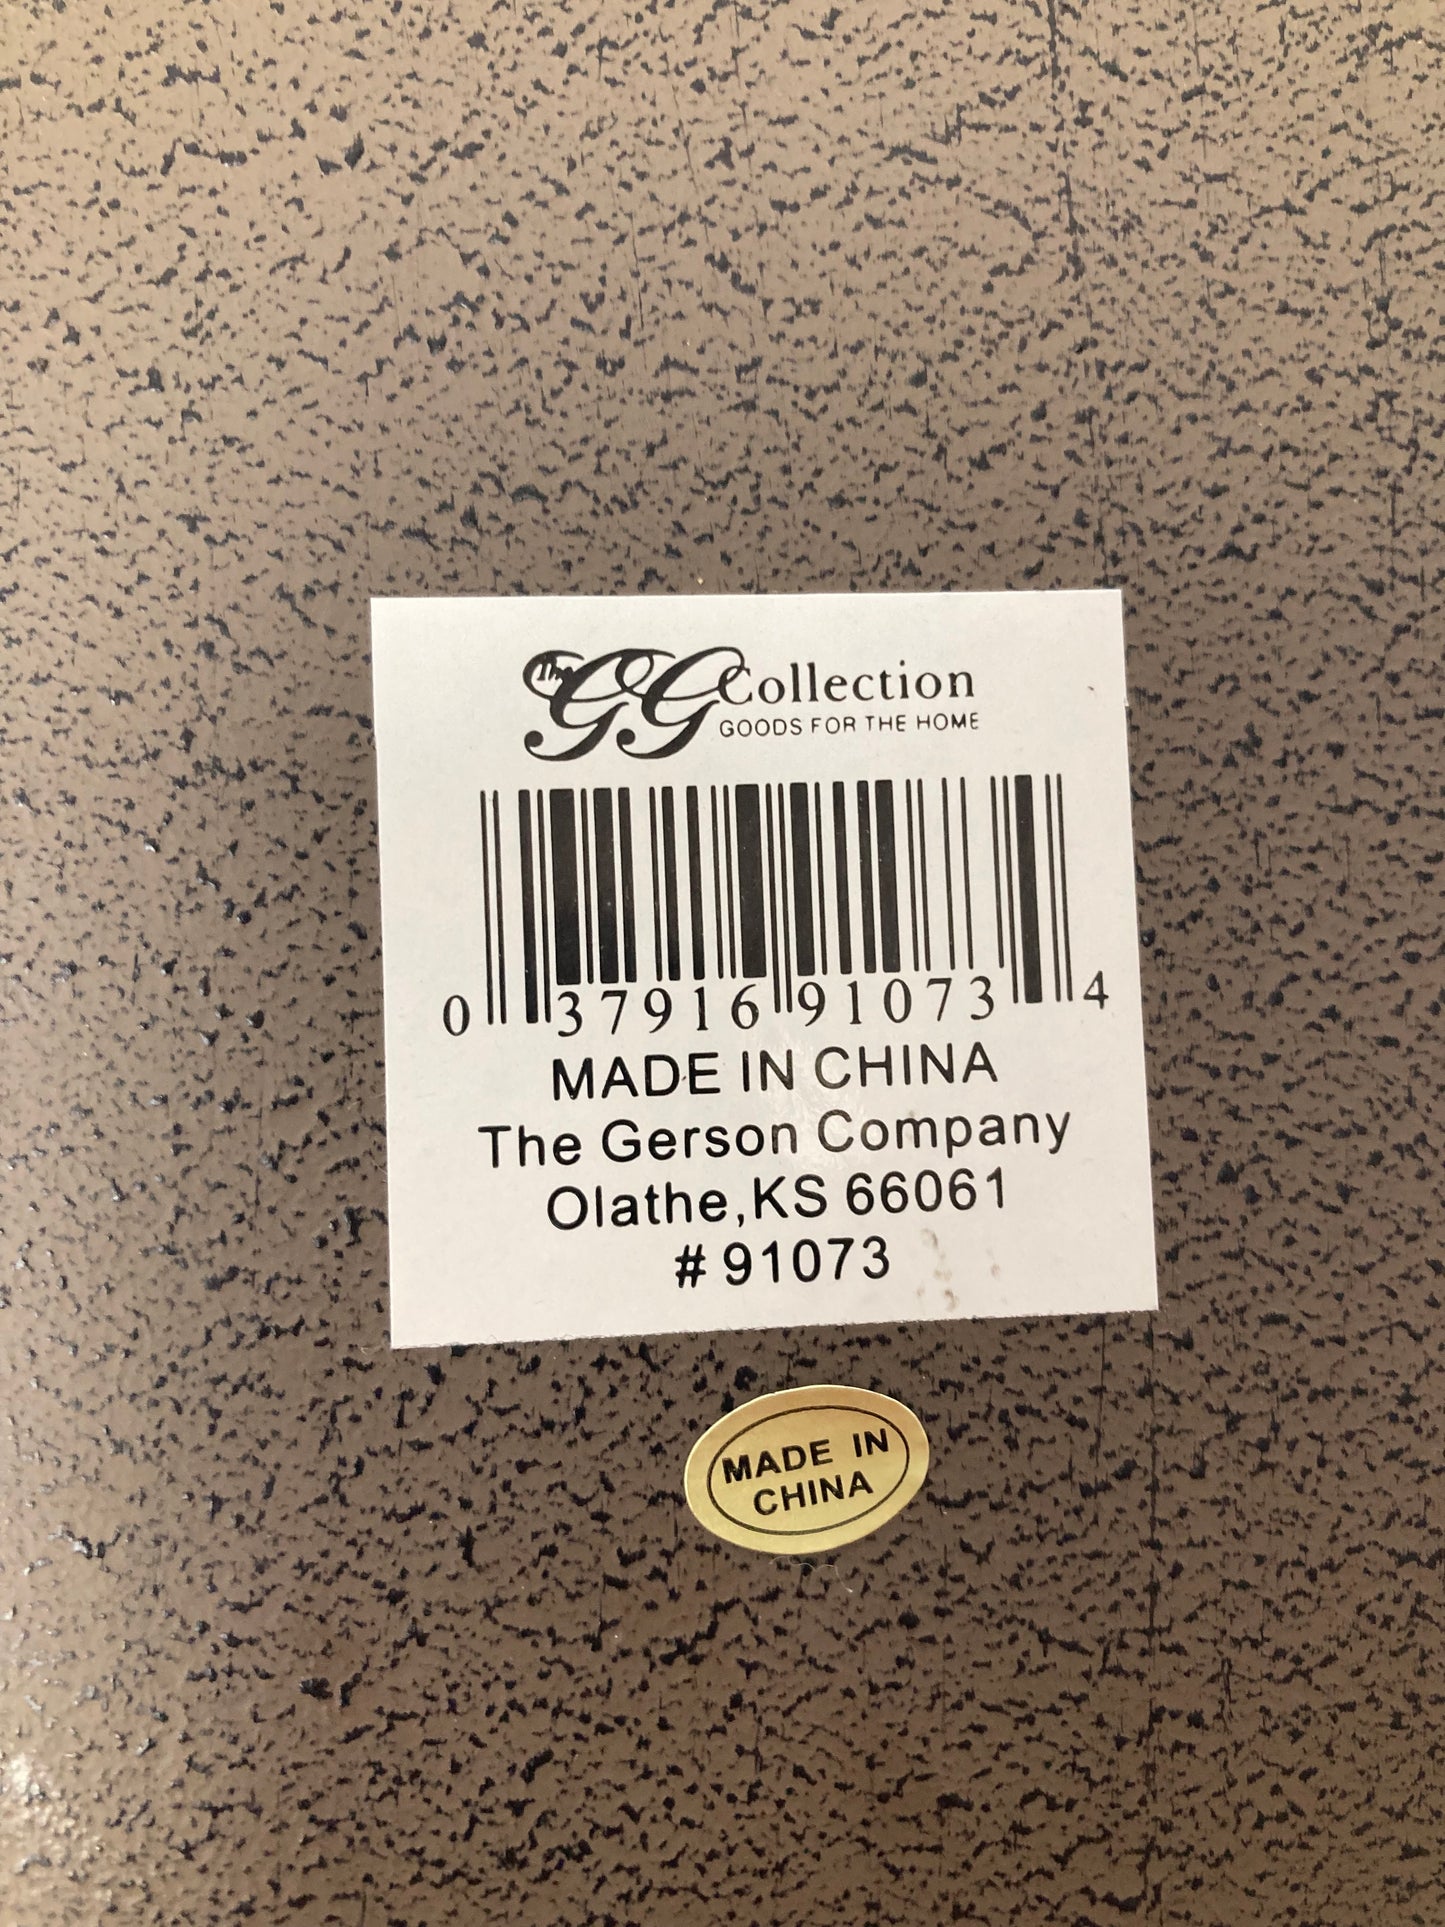 The GG Collection
GOODS FOR THE HOME
0 37916 91073 4
MADE IN CHINA
The Gerson Company
Olathe,KS 66061
# 91073
MADE IN
CHINA